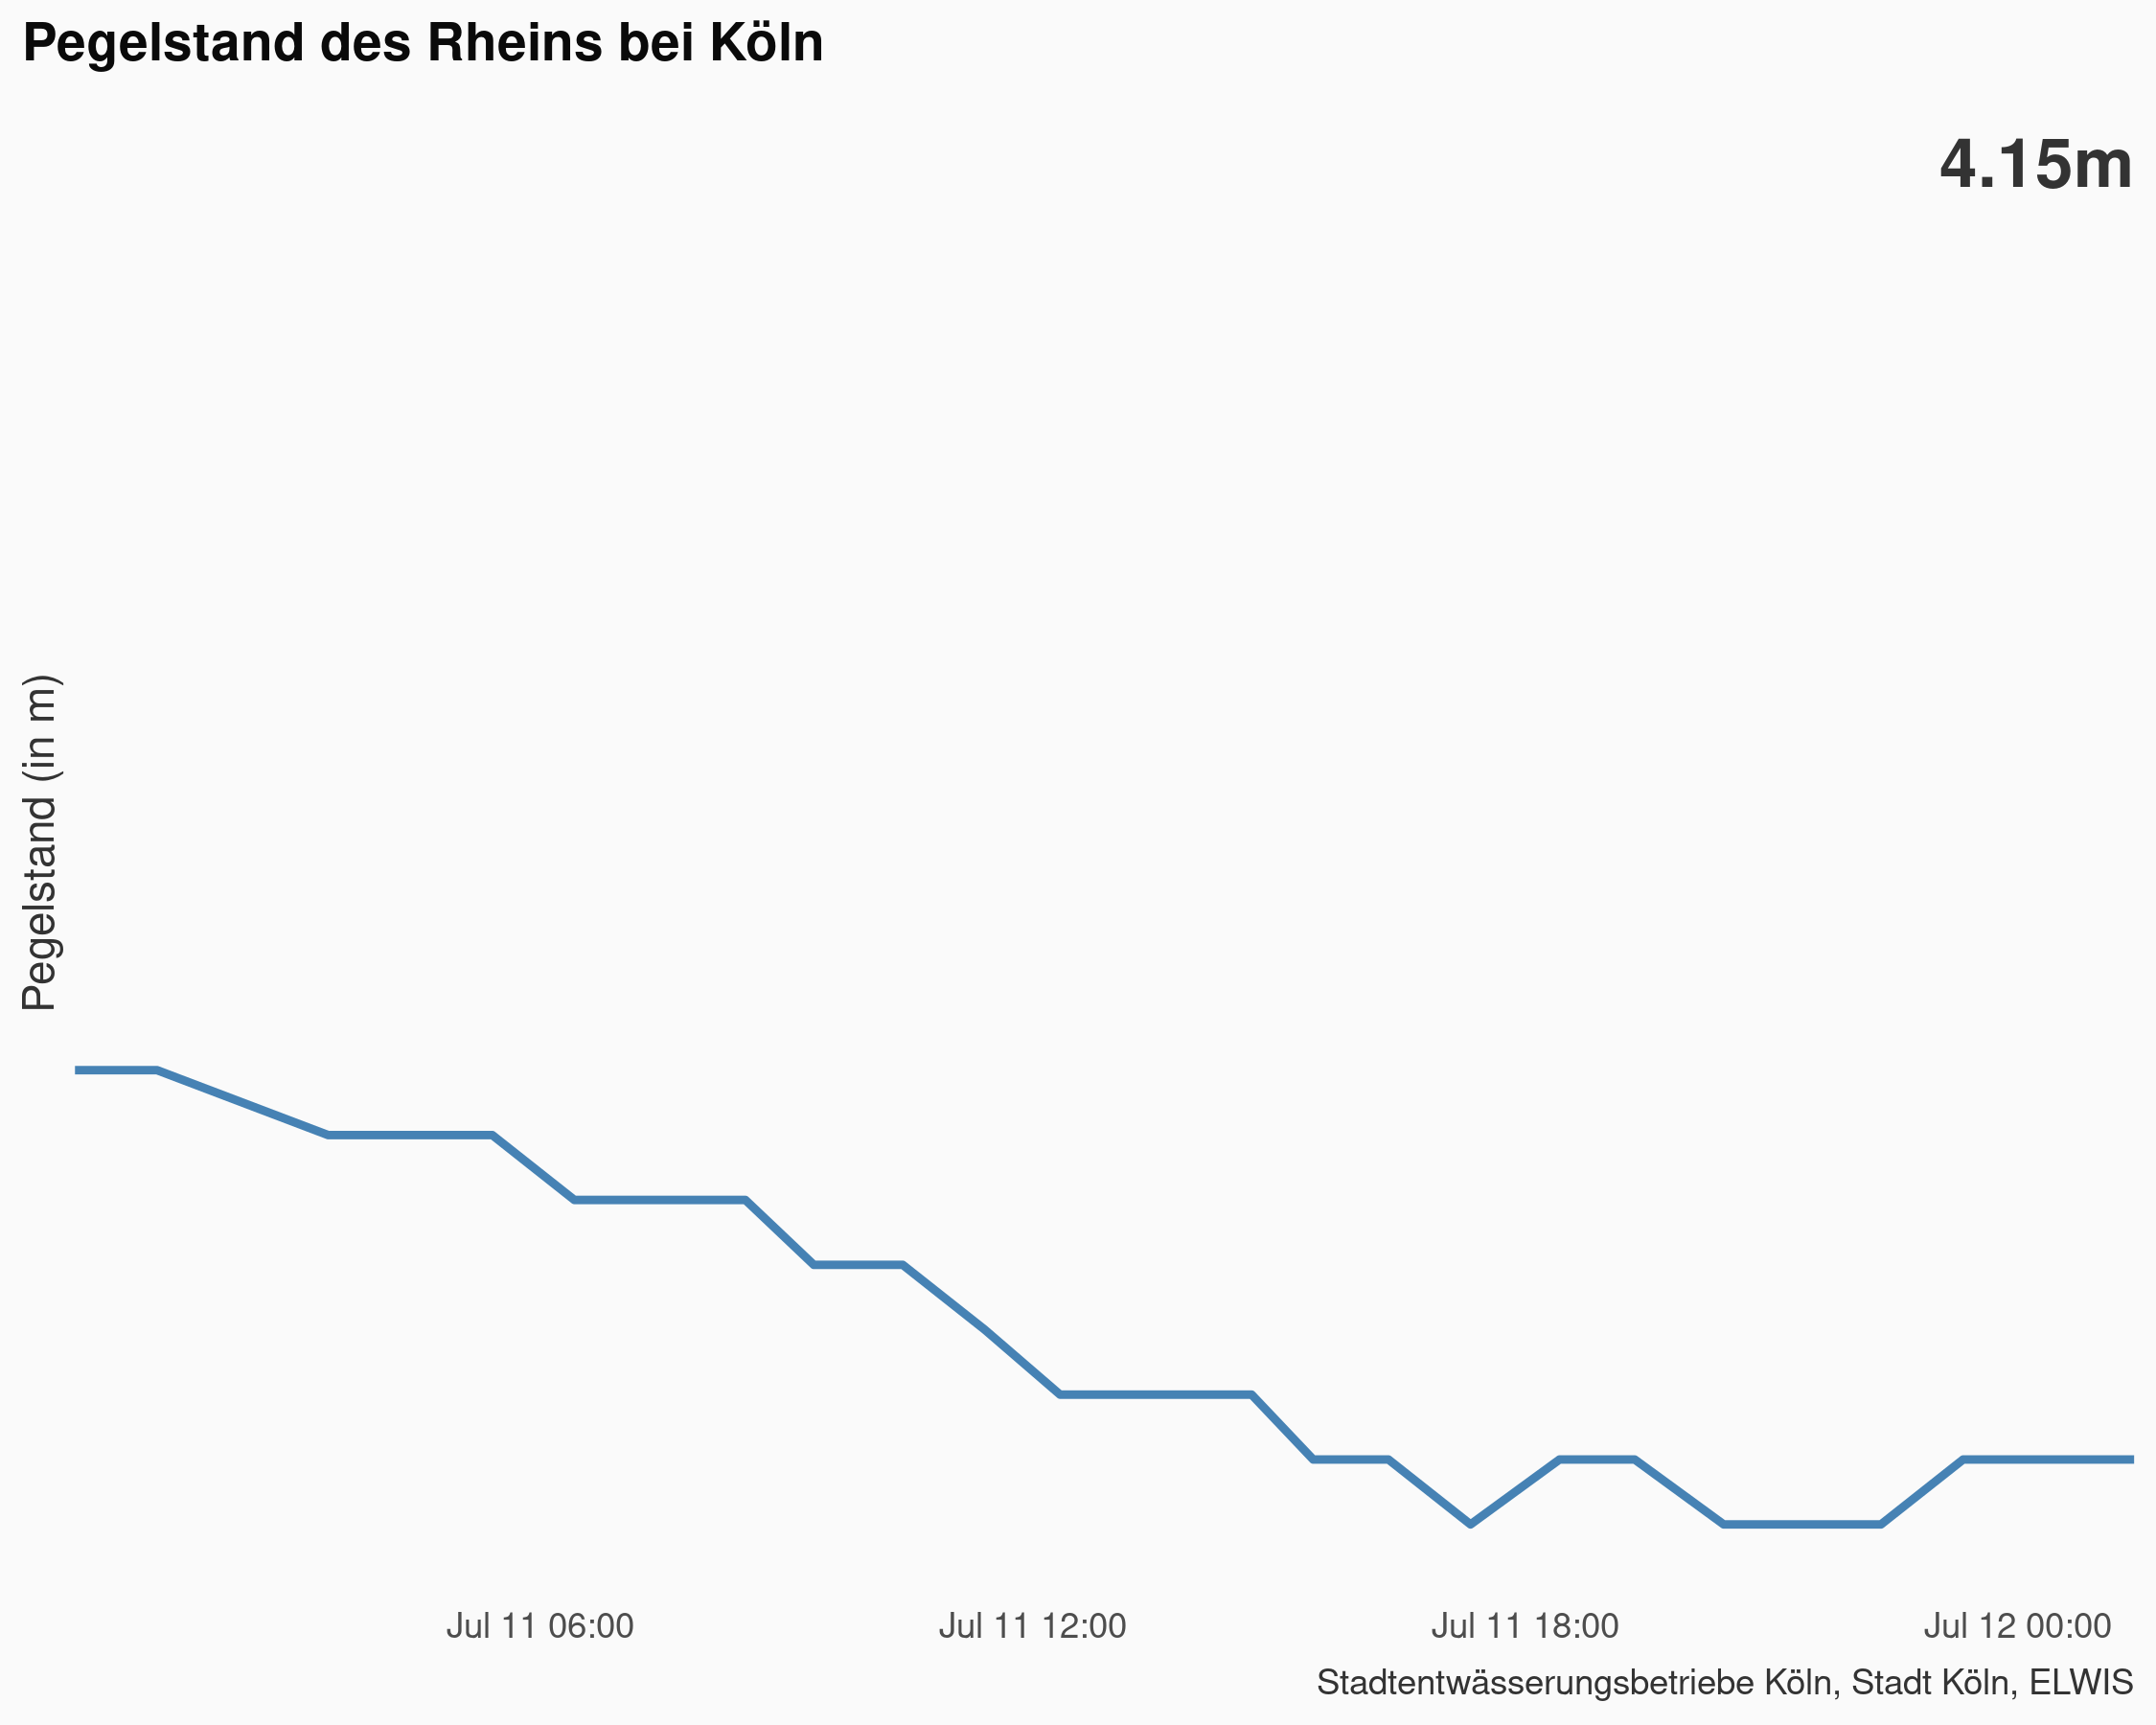 Pegelstand des Rheins bei Köln
4.15m
Pegelstand (in m)
Jul 11 06:00
Jul 11 12:00
Jul 11 18:00
Jul 12 00:00
Stadtentwässerungsbetriebe Köln, Stadt Köln, ELWIS